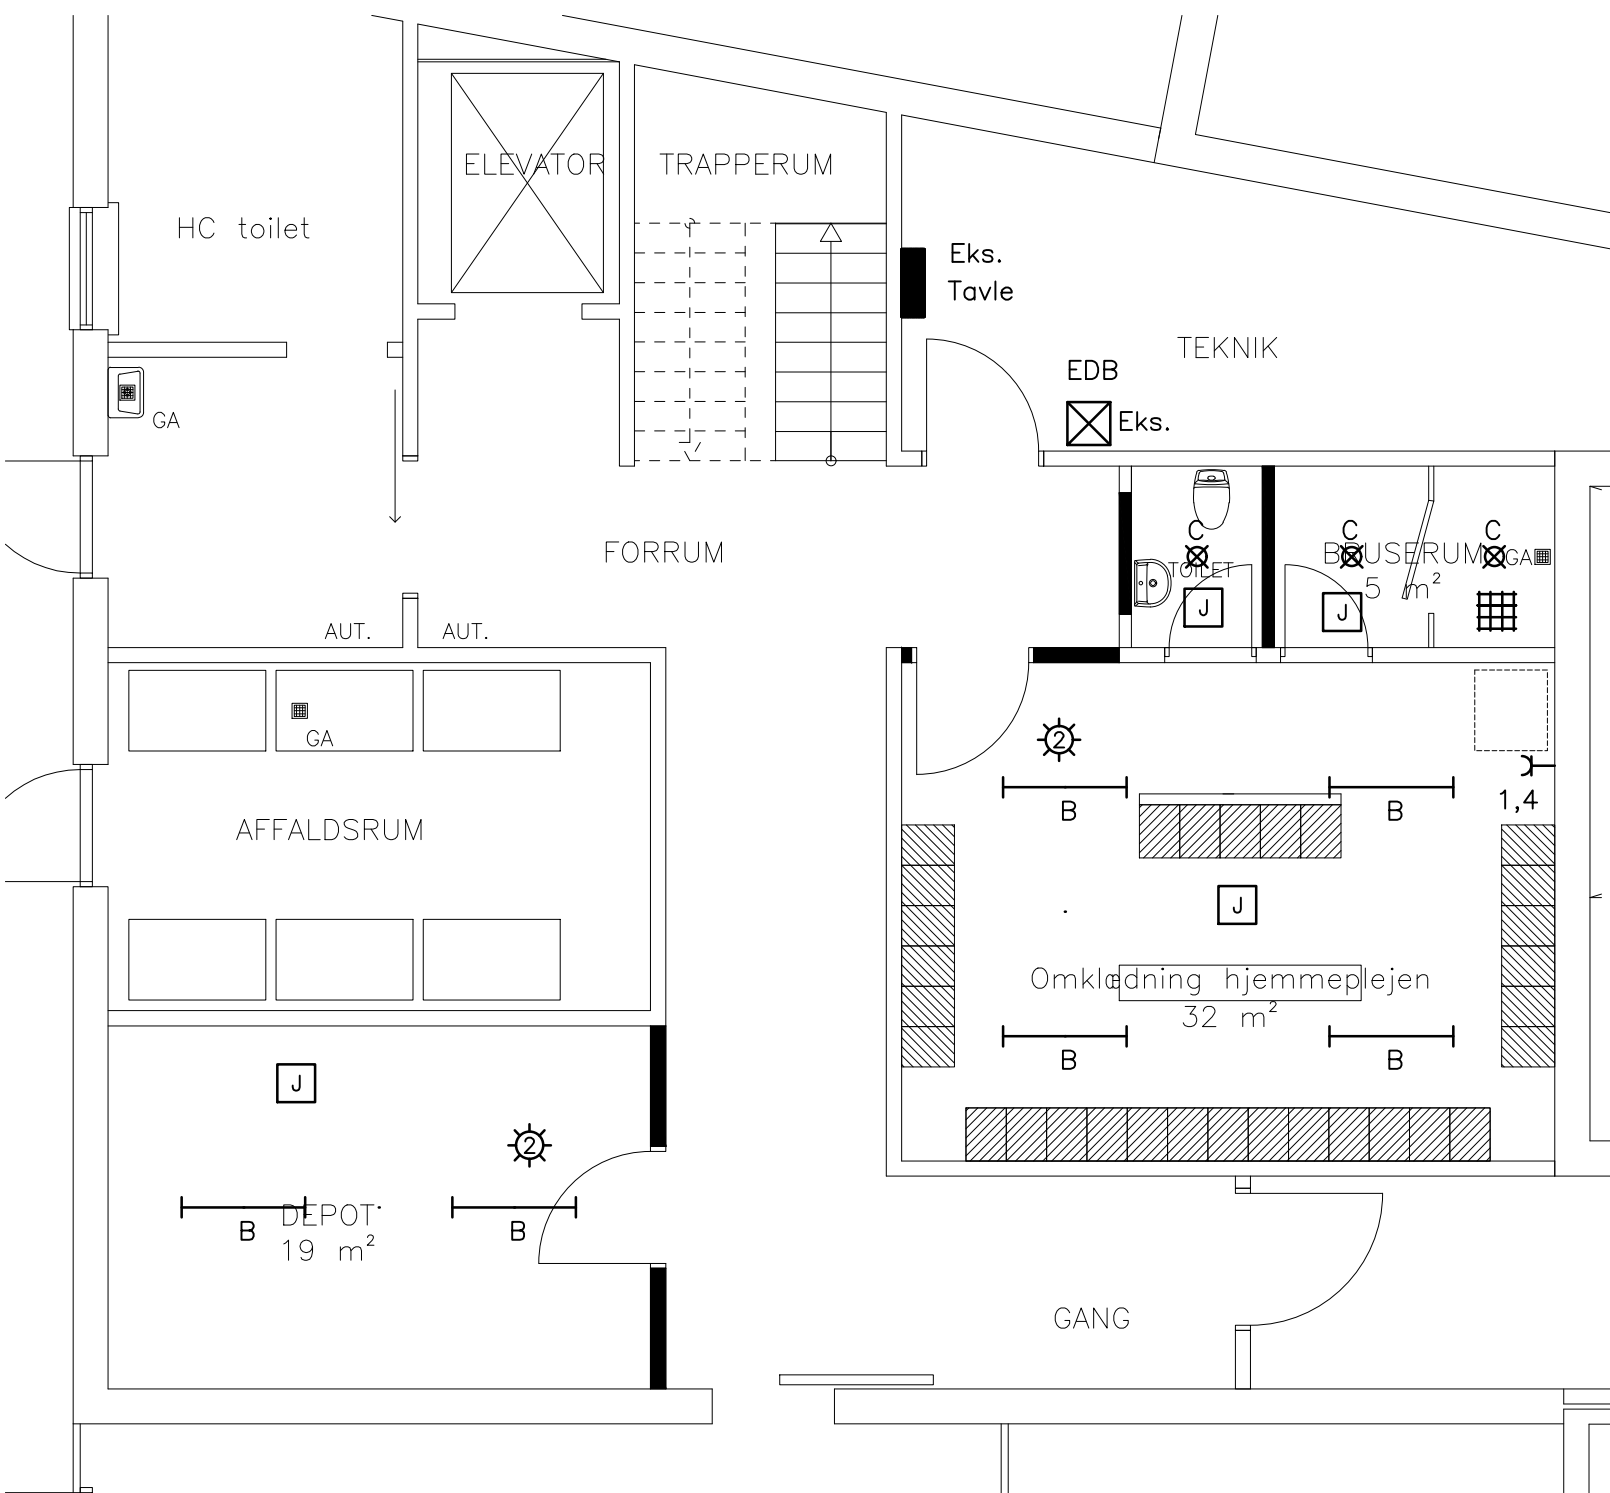 ELEVATOR
TRAPPERUM
HC toilet
Eks.
Tavle
TEKNIK
EDB
Eks.
GA
FORRUM
C
C
C
TOILET
BRUSERUM
GA
5 m²
J
J
AUT.
AUT.
GA
2
B
B
1,4
AFFALDSRUM
J
Omklædning hjemmeplejen
32 m²
B
B
J
2
DEPOT
B
B
19 m²
GANG